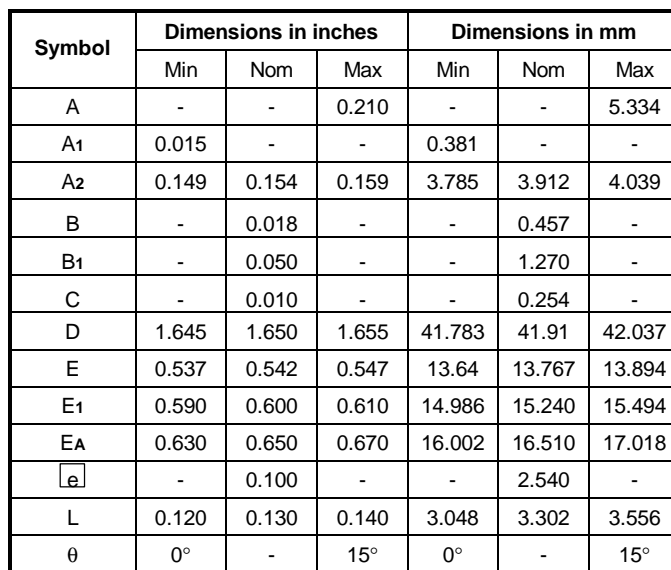 Symbol Dimensions in inches Dimensions in mm
Min Nom Max Min Nom Max
A - - 0.210 - - 5.334
A1 0.015 - - 0.381 - -
A2 0.149 0.154 0.159 3.785 3.912 4.039
B - 0.018 - - 0.457 -
B1 - 0.050 - - 1.270 -
C - 0.010 - - 0.254 -
D 1.645 1.650 1.655 41.783 41.91 42.037
E 0.537 0.542 0.547 13.64 13.767 13.894
E1 0.590 0.600 0.610 14.986 15.240 15.494
EA 0.630 0.650 0.670 16.002 16.510 17.018
e - 0.100 - - 2.540 -
L 0.120 0.130 0.140 3.048 3.302 3.556
θ 0° - 15° 0° - 15°